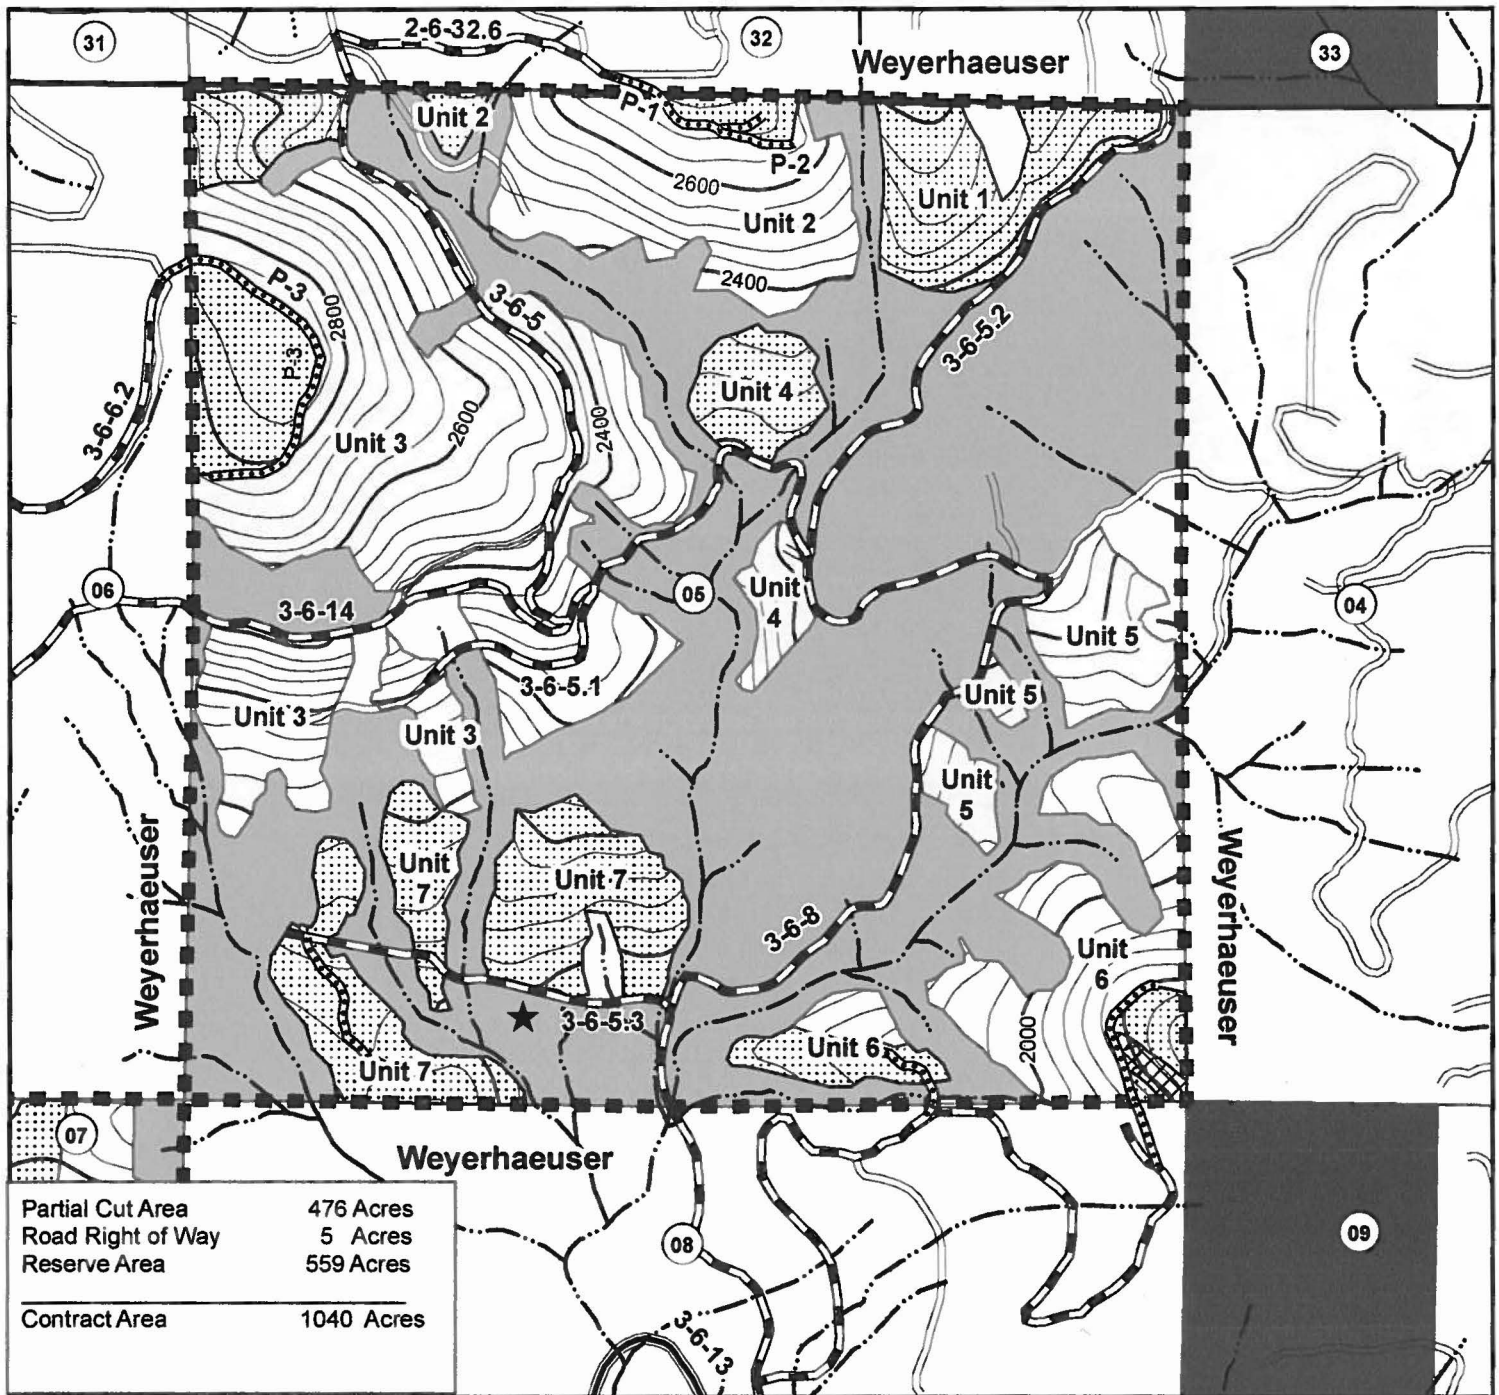 31
2-6-32.6
32
Weyerhaeuser
33
Unit 2
P-1
P-2
2600
Unit 2
Unit 1
2400
P-3
2800
P-3
3-6-5
3-6-5.2
Unit 4
3-6-6.2
Unit 3
2600
2400
06
3-6-14
05
Unit
4
04
Unit 5
3-6-5.1
Unit 3
Unit 3
Unit 5
Unit
5
Weyerhaeuser
Unit
7
Unit 7
3-6-8
Unit
6
Weyerhaeuser
3-6-5.3
Unit 6
2000
Unit 7
07
Weyerhaeuser
Partial Cut Area 476 Acres
Road Right of Way 5 Acres
Reserve Area 559 Acres
Contract Area 1040 Acres
08
09
3-6-13